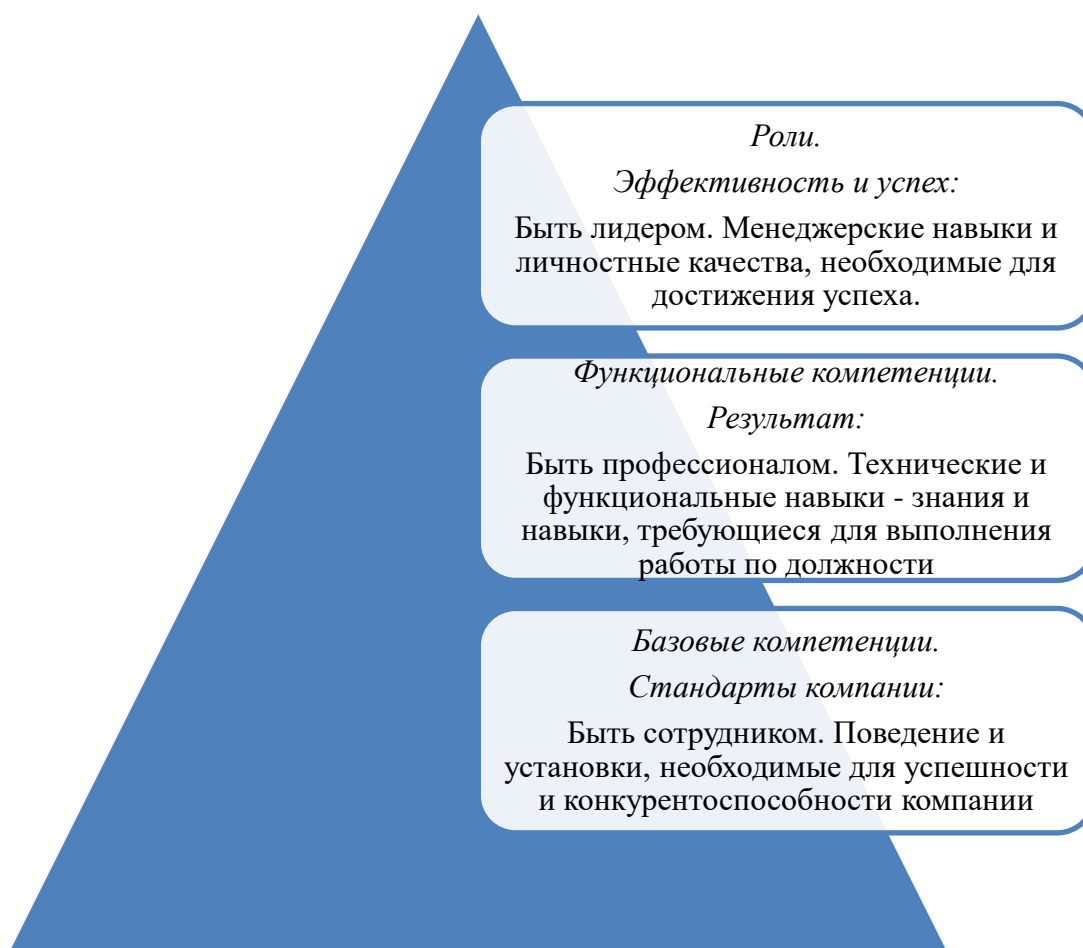 Роли.
Эффективность и успех:
Быть лидером. Менеджерские навыки и
личностные качества, необходимые для
достижения успеха.
Функциональные компетенции.
Результат:
Быть профессионалом. Технические и
функциональные навыки - знания и
навыки, требующиеся для выполнения
работы по должности
Базовые компетенции.
Стандарты компании:
Быть сотрудником. Поведение и
установки, необходимые для успешности
и конкурентоспособности компании